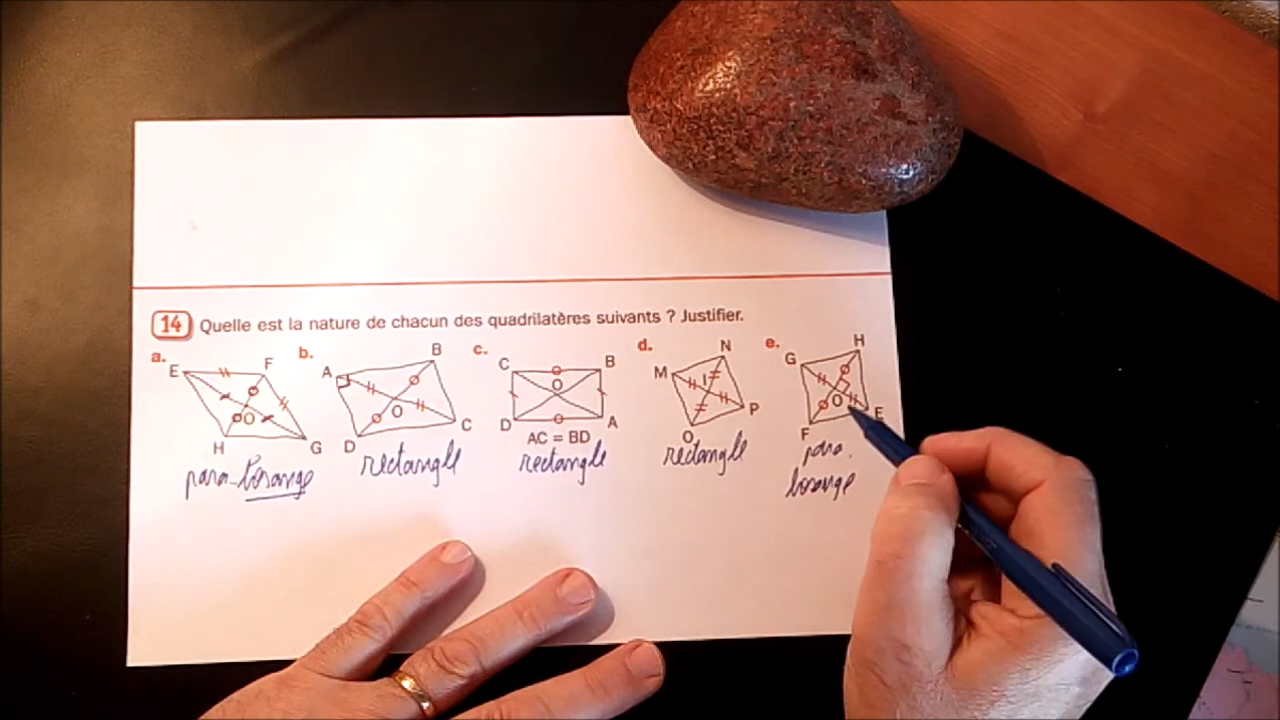 14 Quelle est la nature de chacun des quadrilatères suivants ? Justifier.
a. E F H G O
b. A B C D O
c. C B D A O
AC = BD
d. M N P O I
e. G H E F O
para-losange
rectangle
rectangle
rectangle
para.
losange